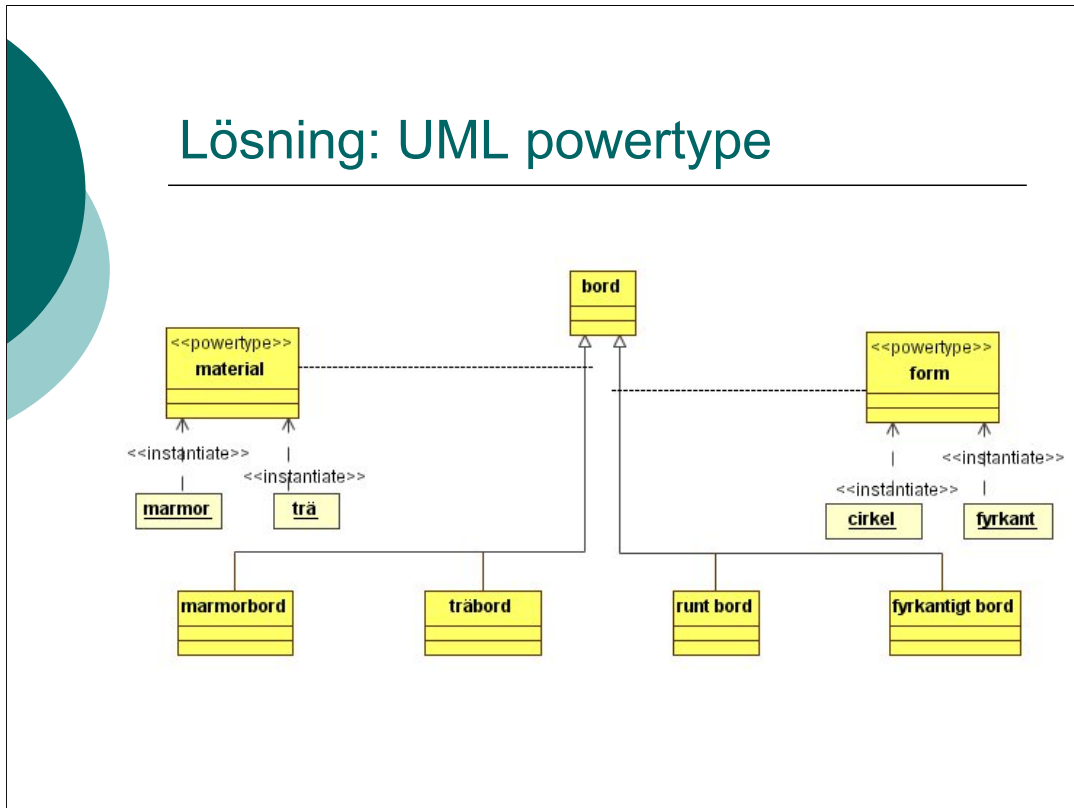 Lösning: UML powertype
bord
<<powertype>>
material
<<powertype>>
form
<<instantiate>>
<<instantiate>>
<<instantiate>>
<<instantiate>>
marmor
trä
cirkel
fyrkant
marmorbord
träbord
runt bord
fyrkantigt bord